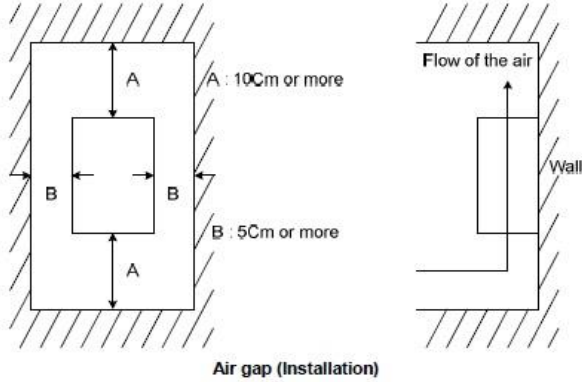 A
A : 10Cm or more
B
B
B : 5Cm or more
A
Flow of the air
Wall
Air gap (Installation)